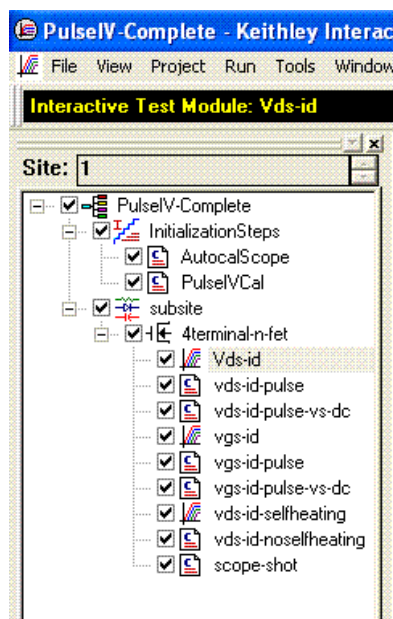 PulseIV-Complete - Keithley Interac
File View Project Run Tools Window
Interactive Test Module: Vds-id
Site: 1
PulseIV-Complete
InitializationSteps
AutocalScope
PulseIVCal
subsite
4terminal-n-fet
Vds-id
vds-id-pulse
vds-id-pulse-vs-dc
vgs-id
vgs-id-pulse
vgs-id-pulse-vs-dc
vds-id-selfheating
vds-id-noselfheating
scope-shot